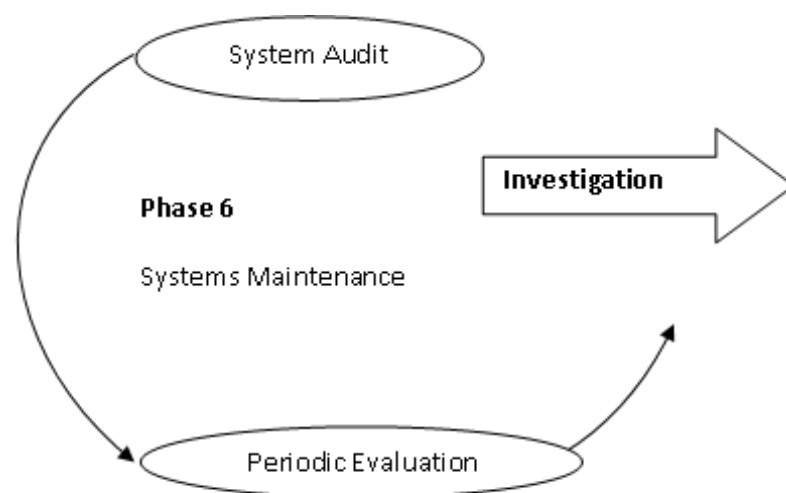 System Audit
Investigation
Phase 6
Systems Maintenance
Periodic Evaluation